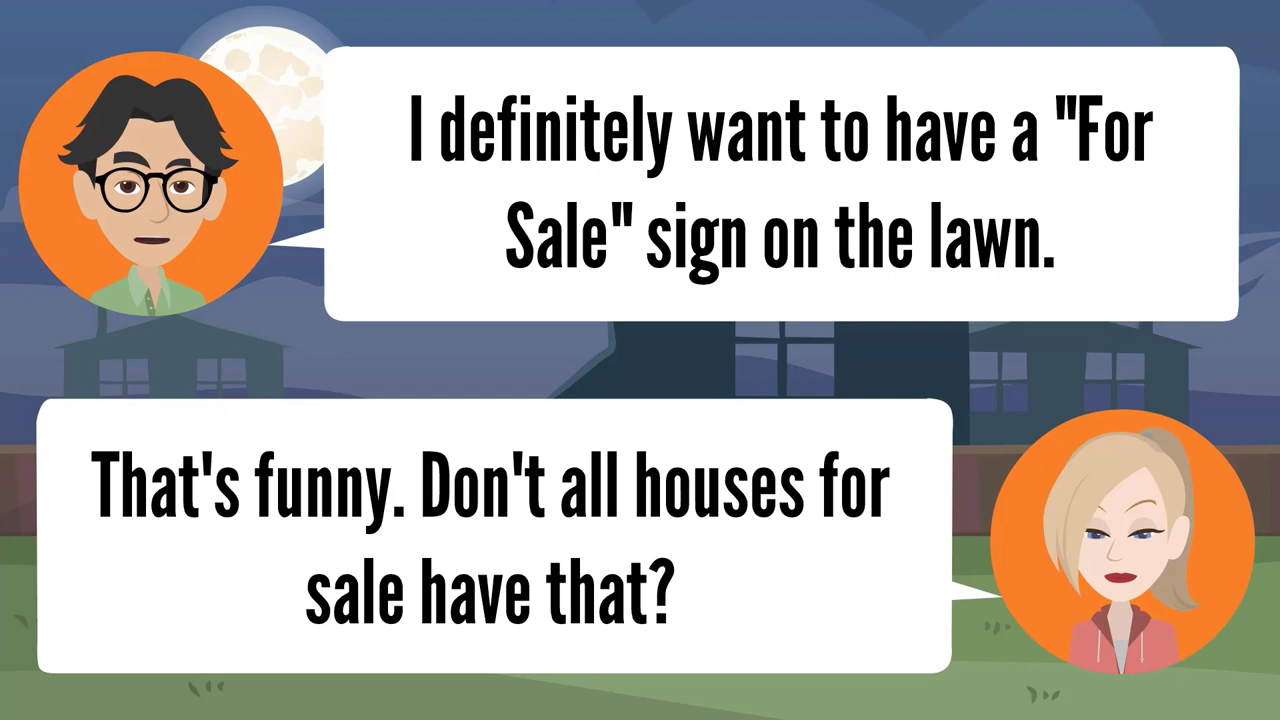 I definitely want to have a "For
Sale" sign on the lawn.
That's funny. Don't all houses for
sale have that?